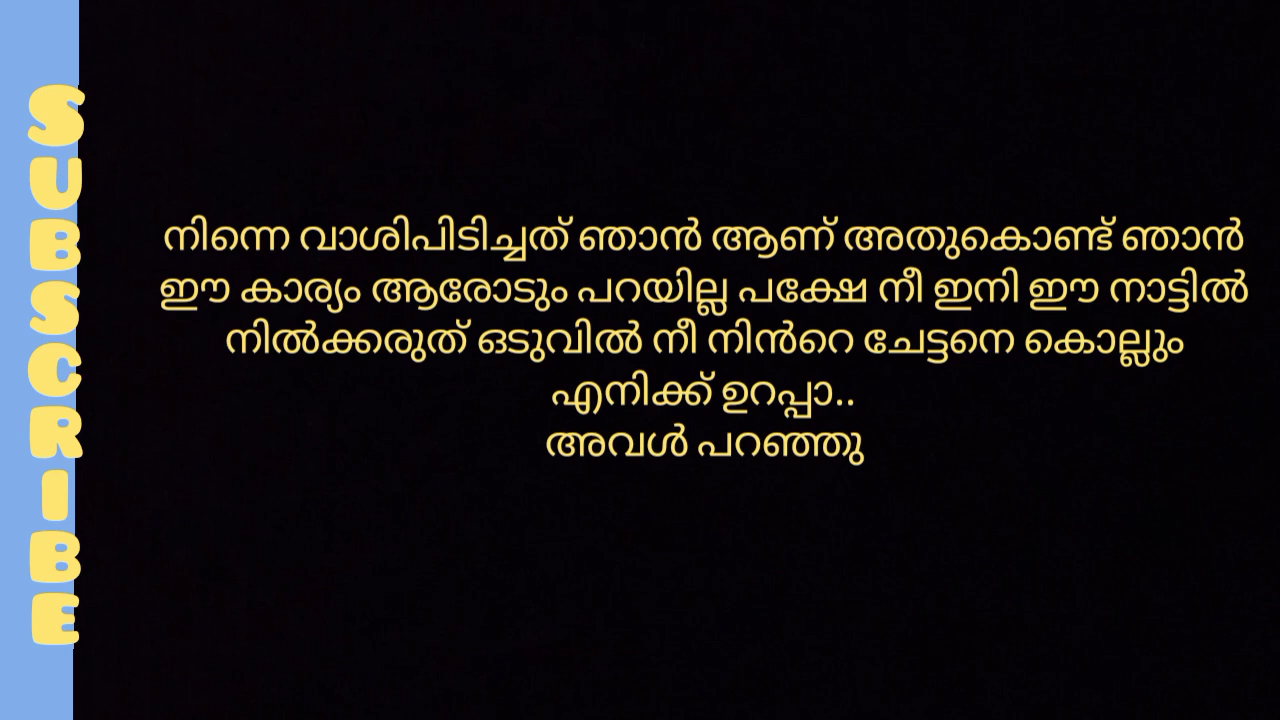 SUBSCRIBE
നിന്നെ വാശിപിടിച്ചത് ഞാൻ ആണ് അതുകൊണ്ട് ഞാൻ
ഈ കാര്യം ആരോടും പറയില്ല പക്ഷേ നീ ഇനി ഈ നാട്ടിൽ
നിൽക്കരുത് ഒടുവിൽ നീ നിൻറെ ചേട്ടനെ കൊല്ലും
എനിക്ക് ഉറപ്പാ..
അവൾ പറഞ്ഞു